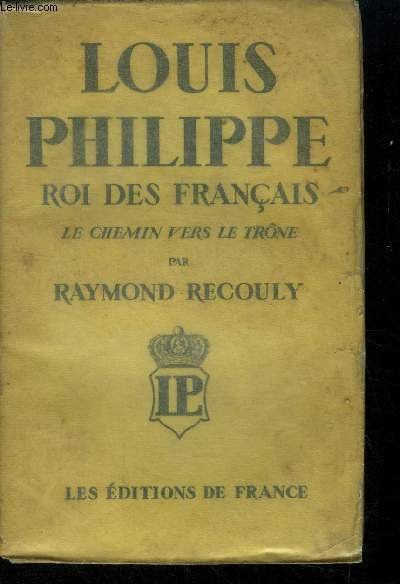 www.le-livre.com
LOUIS
PHILIPPE
ROI DES FRANÇAIS
LE CHEMIN VERS LE TRÔNE
PAR
RAYMOND RECOULY
LP
LES ÉDITIONS DE FRANCE